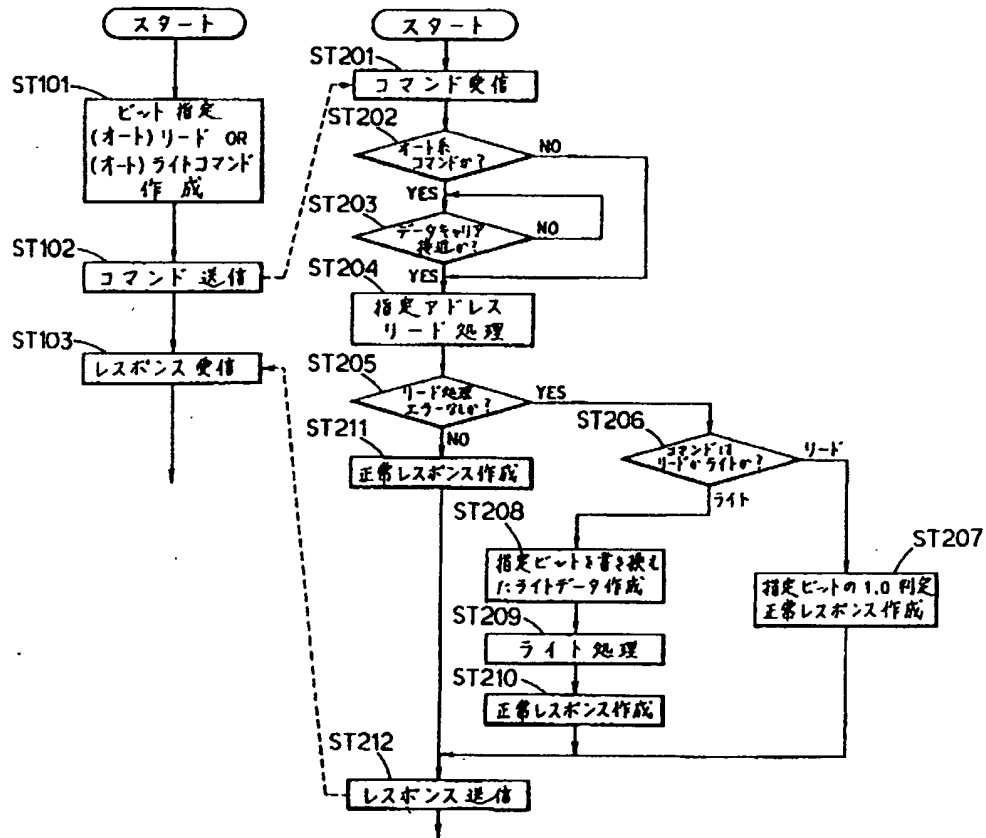 スタート
ST101
ビット指定
(オート)リード OR
(オート)ライトコマンド
作成
ST102
コマンド送信
ST103
レスポンス受信
スタート
ST201
コマンド受信
ST202
オート系
コマンドか?
NO
YES
ST203
データキャリア
接近か?
NO
YES
ST204
指定アドレス
リード処理
ST205
リード処理
エラーなしか?
YES
NO
ST211
正常レスポンス作成
ST206
コマンドは
リードかライトか?
リード
ライト
ST208
指定ビットを書き換え
たライトデータ作成
ST209
ライト処理
ST210
正常レスポンス作成
ST207
指定ビットの1.0判定
正常レスポンス作成
ST212
レスポンス送信